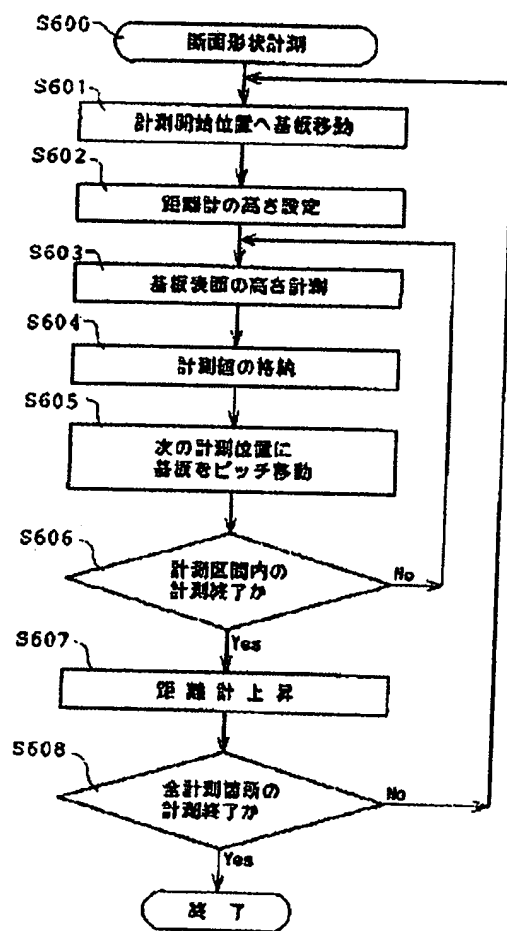 S600
断面形状計測
S601
計測開始位置へ基板移動
S602
距離計の高さ設定
S603
基板表面の高さ計測
S604
計測値の格納
S605
次の計測位置に
基板をピッチ移動
S606
計測区間内の
計測終了か
No
Yes
S607
距離計上昇
S608
全計測箇所の
計測終了か
No
Yes
終了